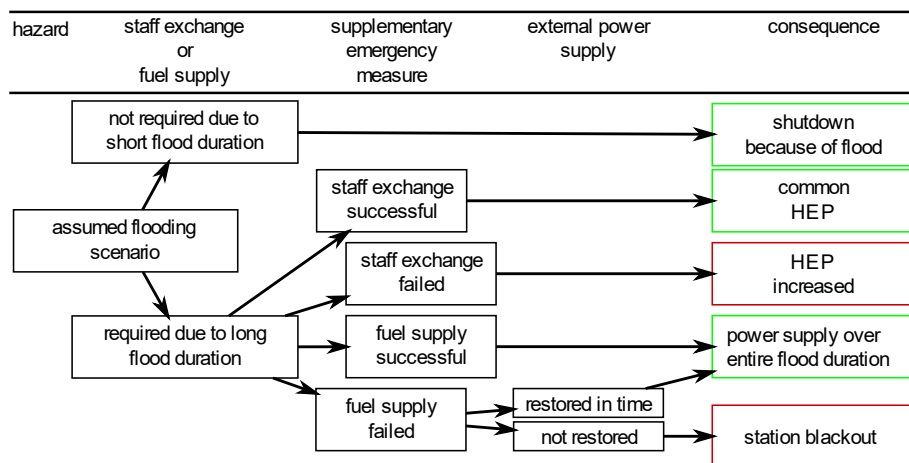 hazard
staff exchange
or
fuel supply
supplementary
emergency
measure
external power
supply
consequence
not required due to
short flood duration
shutdown
because of flood
staff exchange
successful
common
HEP
assumed flooding
scenario
staff exchange
failed
HEP
increased
required due to long
flood duration
fuel supply
successful
power supply over
entire flood duration
fuel supply
failed
restored in time
not restored
station blackout